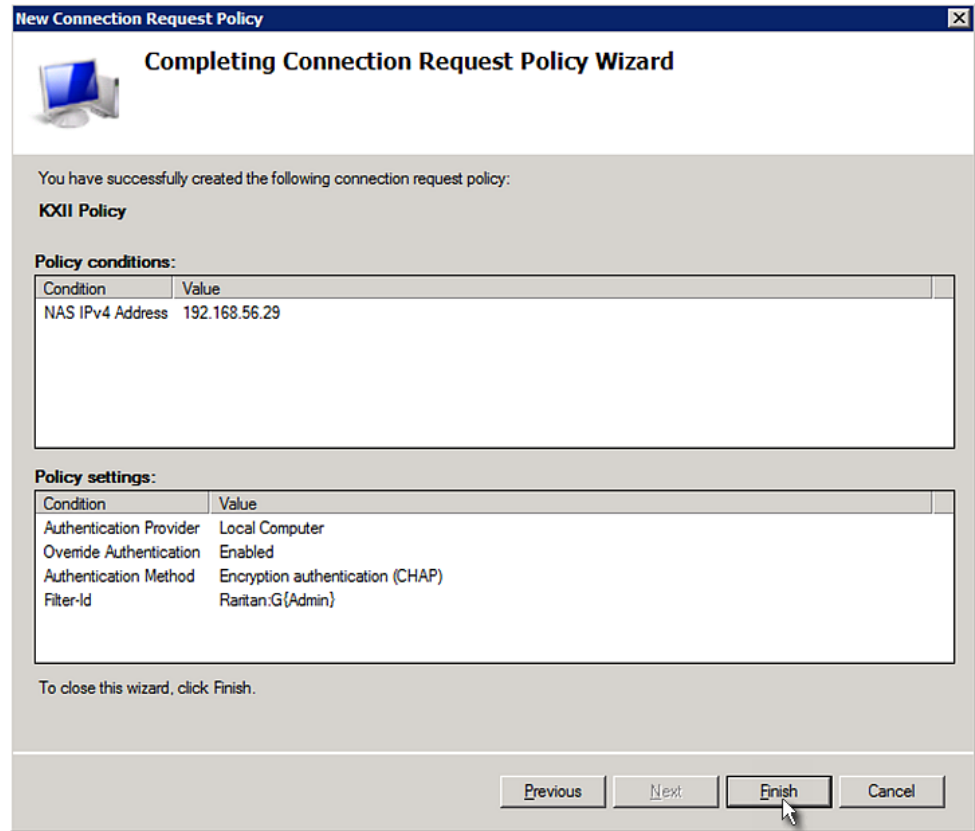 New Connection Request Policy
Completing Connection Request Policy Wizard
You have successfully created the following connection request policy:
KXII Policy
Policy conditions:
Condition Value
NAS IPv4 Address 192.168.56.29
Policy settings:
Condition Value
Authentication Provider Local Computer
Override Authentication Enabled
Authentication Method Encryption authentication (CHAP)
Filter-Id Raritan:G{Admin}
To close this wizard, click Finish.
Previous Next Finish Cancel